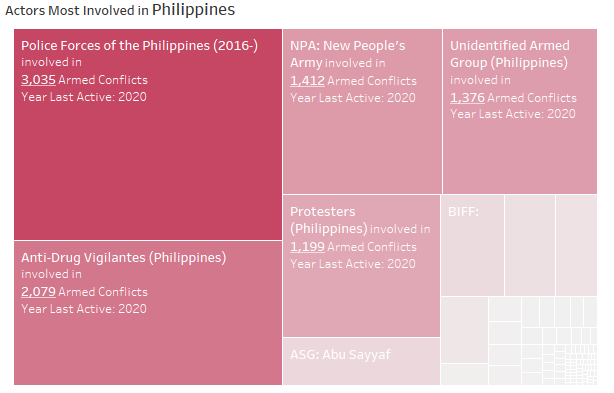 Actors Most Involved in Philippines
Police Forces of the Philippines (2016-)
involved in
3,035 Armed Conflicts
Year Last Active: 2020
NPA: New People's
Army involved in
1,412 Armed Conflicts
Year Last Active: 2020
Unidentified Armed
Group (Philippines)
involved in
1,376 Armed Conflicts
Year Last Active: 2020
Anti-Drug Vigilantes (Philippines)
involved in
2,079 Armed Conflicts
Year Last Active: 2020
Protesters
(Philippines) involved in
1,199 Armed Conflicts
Year Last Active: 2020
BIFF:
ASG: Abu Sayyaf